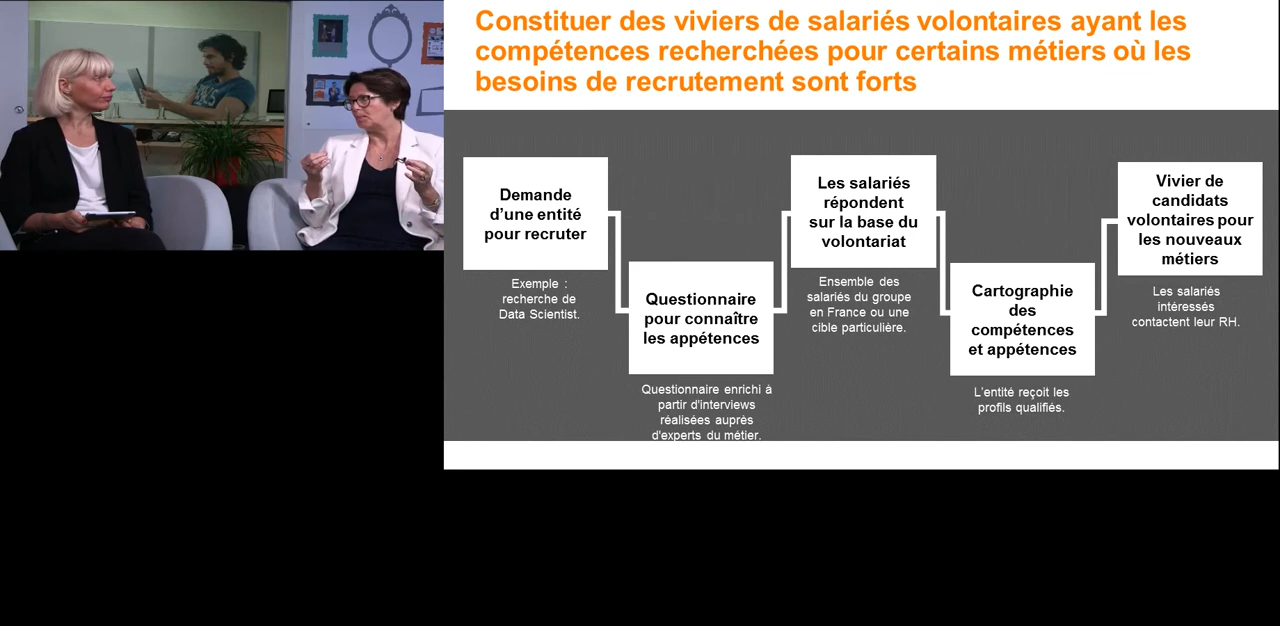 Constituer des viviers de salariés volontaires ayant les
compétences recherchées pour certains métiers où les
besoins de recrutement sont forts
Demande
d'une entité
pour recruter
Exemple :
recherche de
Data Scientist.
Questionnaire
pour connaître
les appétences
Questionnaire enrichi à
partir d'interviews
réalisées auprès
d'experts du métier.
Les salariés
répondent
sur la base du
volontariat
Ensemble des
salariés du groupe
en France ou une
cible particulière.
Cartographie
des
compétences
et appétences
L'entité reçoit les
profils qualifiés.
Vivier de
candidats
volontaires pour
les nouveaux
métiers
Les salariés
intéressés
contactent leur RH.